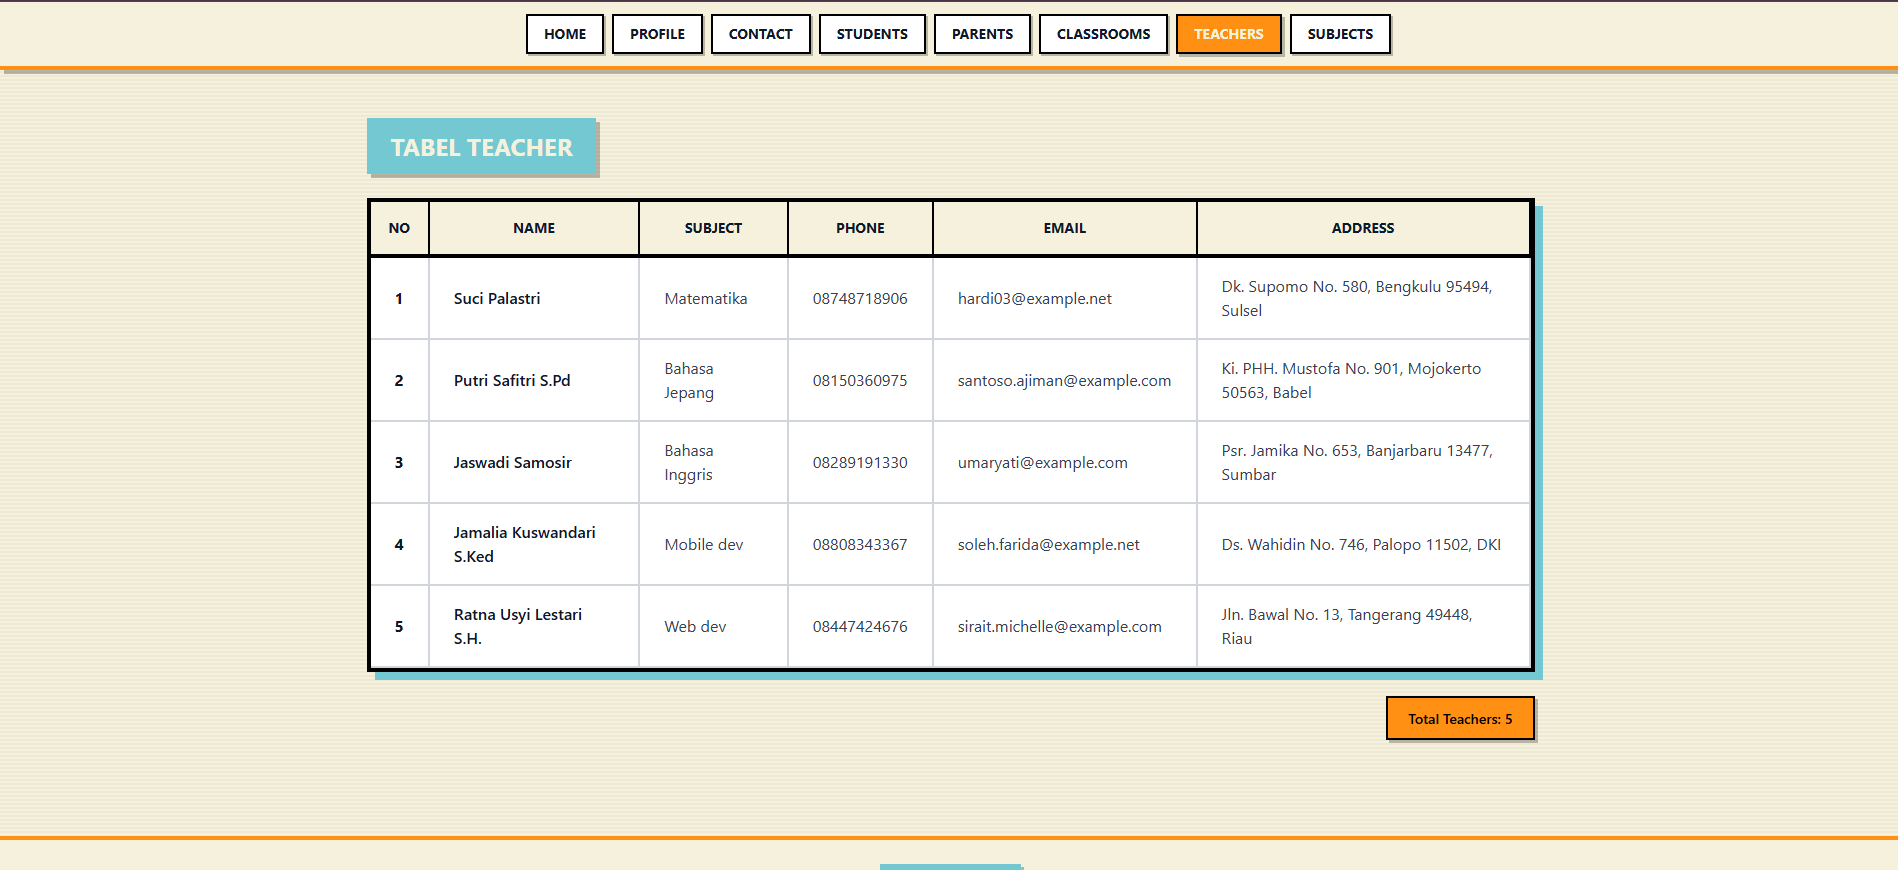 HOME PROFILE CONTACT STUDENTS PARENTS CLASSROOMS TEACHERS SUBJECTS
TABEL TEACHER
NO NAME SUBJECT PHONE EMAIL ADDRESS
1 Suci Palastri Matematika 08748718906 hardi03@example.net Dk. Supomo No. 580, Bengkulu 95494,
Sulsel
2 Putri Safitri S.Pd Bahasa
Jepang 08150360975 santoso.ajiman@example.com Ki. PHH. Mustofa No. 901, Mojokerto
50563, Babel
3 Jaswadi Samosir Bahasa
Inggris 08289191330 umaryati@example.com Psr. Jamika No. 653, Banjarbaru 13477,
Sumbar
4 Jamalia Kuswandari
S.Ked Mobile dev 08808343367 soleh.farida@example.net Ds. Wahidin No. 746, Palopo 11502, DKI
5 Ratna Usyi Lestari
S.H. Web dev 08447424676 sirait.michelle@example.com Jln. Bawal No. 13, Tangerang 49448,
Riau
Total Teachers: 5